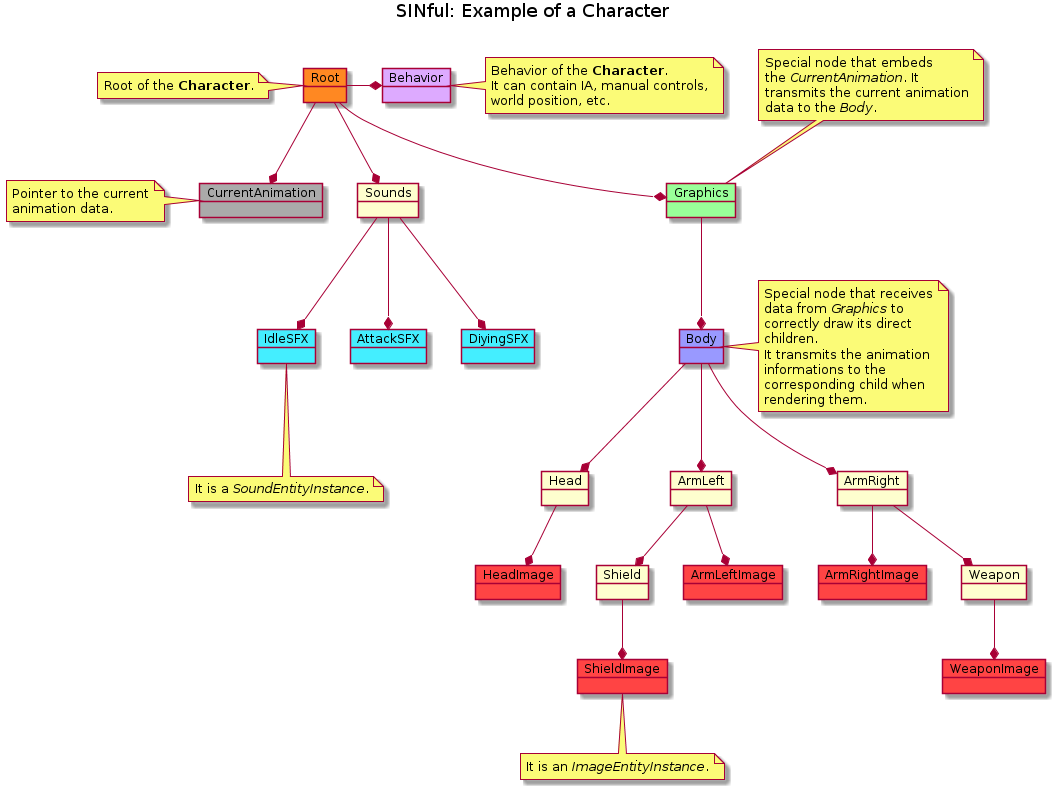 SINful: Example of a Character
Root of the Character.
Root
Behavior
Behavior of the Character.
It can contain IA, manual controls,
world position, etc.
Special node that embeds
the CurrentAnimation. It
transmits the current animation
data to the Body.
Pointer to the current
animation data.
CurrentAnimation
Sounds
Graphics
IdleSFX
AttackSFX
DiyingSFX
Body
Special node that receives
data from Graphics to
correctly draw its direct
children.
It transmits the animation
informations to the
corresponding child when
rendering them.
It is a SoundEntityInstance.
Head
ArmLeft
ArmRight
HeadImage
Shield
ArmLeftImage
ArmRightImage
Weapon
ShieldImage
WeaponImage
It is an ImageEntityInstance.